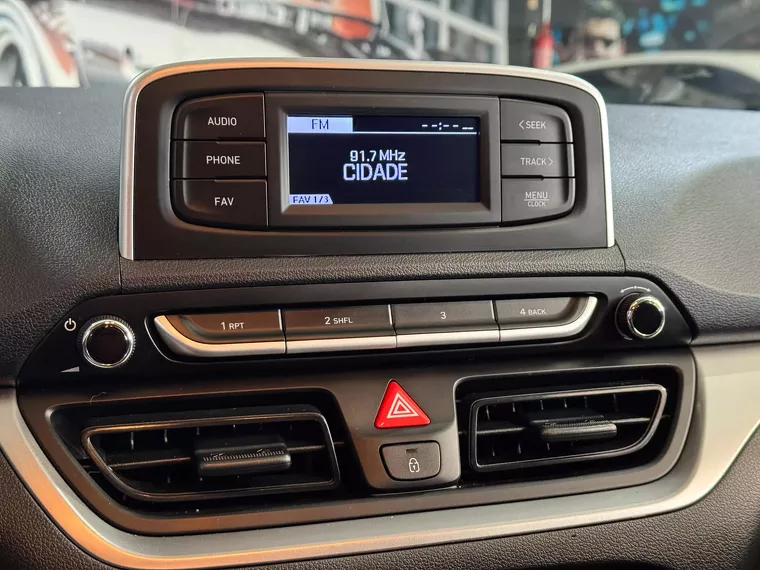 AUDIO
FM
--:-- --
<SEEK
PHONE
91.7 MHz
TRACK>
CIDADE
FAV
FAV 1/3
MENU
CLOCK
1 RPT
2 SHFL
3
4 BACK